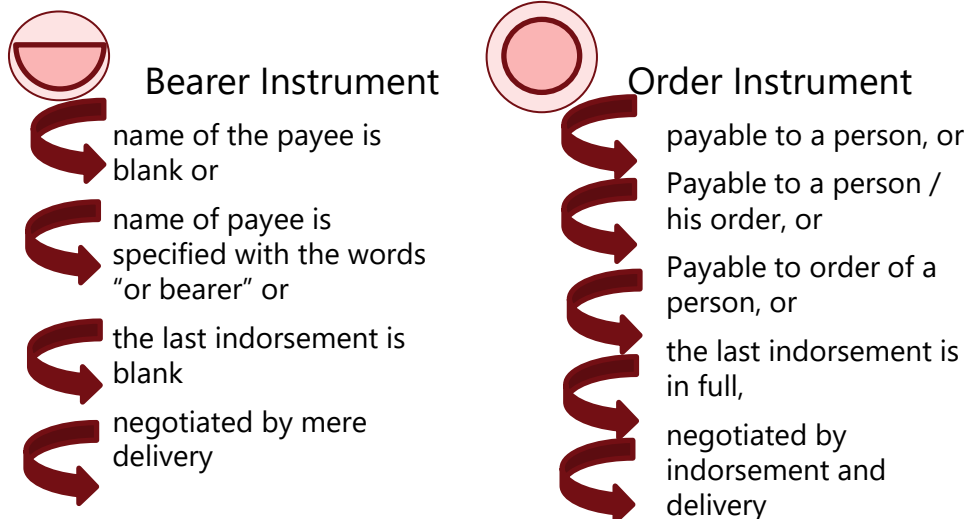 Bearer Instrument
name of the payee is
blank or
name of payee is
specified with the words
“or bearer” or
the last indorsement is
blank
negotiated by mere
delivery
Order Instrument
payable to a person, or
Payable to a person /
his order, or
Payable to order of a
person, or
the last indorsement is
in full,
negotiated by
indorsement and
delivery